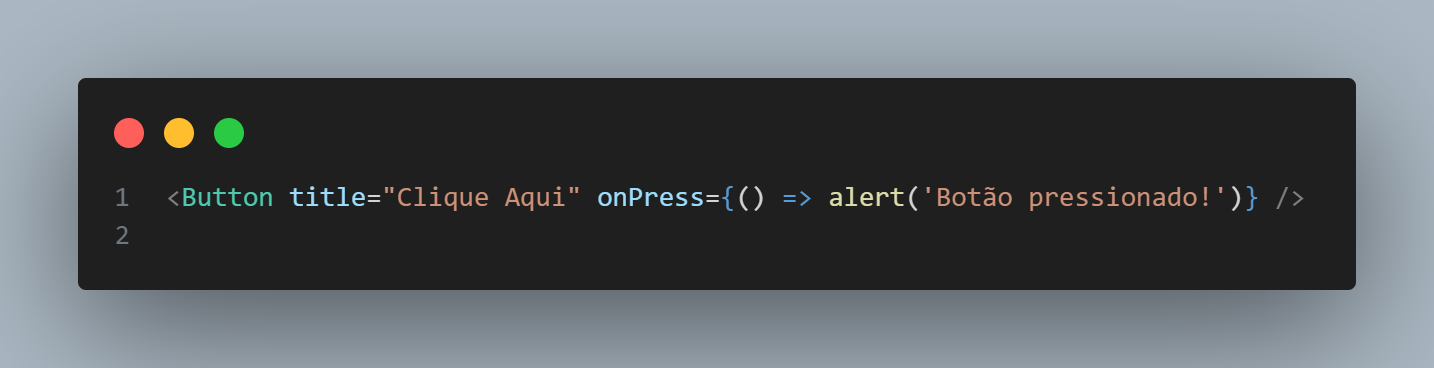 1 <Button title="Clique Aqui" onPress={() => alert('Botão pressionado!')} />
2